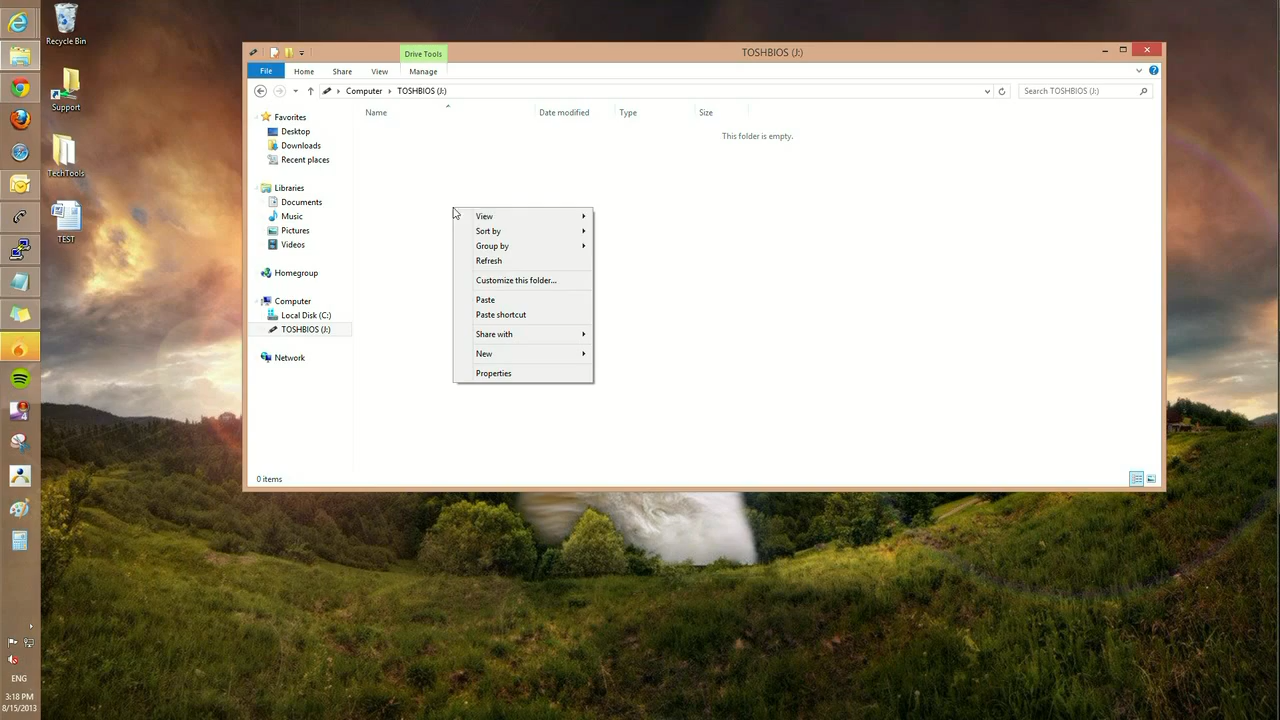 Recycle Bin
Support
TechTools
TEST
Drive Tools
TOSHBIOS (J:)
File
Home
Share
View
Manage
Computer
TOSHBIOS (J:)
Search TOSHBIOS (J:)
Name
Date modified
Type
Size
This folder is empty.
Favorites
Desktop
Downloads
Recent places
Libraries
Documents
Music
Pictures
Videos
Homegroup
Computer
Local Disk (C:)
TOSHBIOS (J:)
Network
View
Sort by
Group by
Refresh
Customize this folder...
Paste
Paste shortcut
Share with
New
Properties
0 items
4
ENG
3:18 PM
8/15/2013